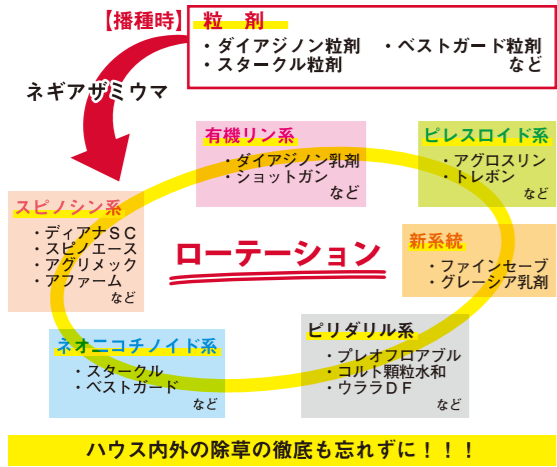 【播種時】粒　剤
・ダイアジノン粒剤　・ベストガード粒剤
・スタークル粒剤　など
ネギアザミウマ
有機リン系
・ダイアジノン乳剤
・ショットガン
など
ピレスロイド系
・アグロスリン
・トレボン
など
スピノシン系
・ディアナＳＣ
・スピノエース
・アグリメック
・アファーム
など
ローテーション
新系統
・ファインセーブ
・グレーシア乳剤
ネオニコチノイド系
・スタークル
・ベストガード
など
ピリダリル系
・プレオフロアブル
・コルト顆粒水和
・ウララＤＦ
など
ハウス内外の除草の徹底も忘れずに！！！